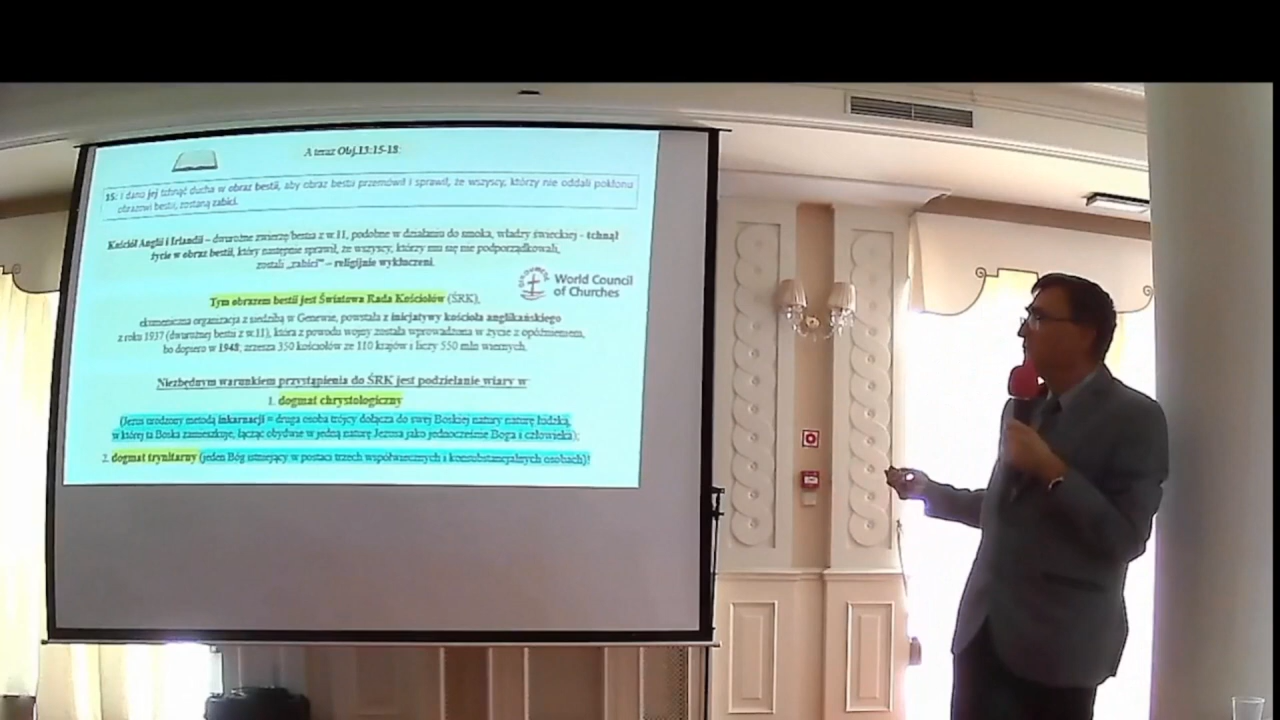 A teraz Obj.13:15-18:
15: I dano jej tchnąć ducha w obraz bestii, aby obraz bestii przemówił i sprawił, że wszyscy, którzy nie oddali pokłonu
obrazowi bestii, zostaną zabici.
Kościół Anglii i Irlandii – dwurożne zwierzę/bestia z w.11, podobne w działaniu do smoka, władzy świeckiej - tchnął
życie w obraz bestii, który następnie sprawił, że wszyscy, którzy mu się nie podporządkowali,
zostali „zabici” – religijnie wykluczeni.
World Council
of Churches
Tym obrazem bestii jest Światowa Rada Kościołów (ŚRK),
ekumeniczna organizacja z siedzibą w Genewie, powstała z inicjatywy kościoła anglikańskiego
z roku 1937 (dwurożnej bestii z w.11), która z powodu wojny została wprowadzona w życie z opóźnieniem,
bo dopiero w 1948; zrzesza 350 kościołów ze 110 krajów i liczy 550 mln wiernych.
Niezbędnym warunkiem przystąpienia do ŚRK jest podzielanie wiary w
1. dogmat chrystologiczny
(Jezus urodzony metodą inkarnacji = druga osoba trójcy dołącza do swej Boskiej natury naturę ludzką,
w której ta Boska zamieszkuje, łącząc obydwie w jedną naturę Jezusa jako jednocześnie Boga i człowieka);
2. dogmat trynitarny (jeden Bóg istniejący w postaci trzech współwiecznych i konsubstancjalnych osobach)!